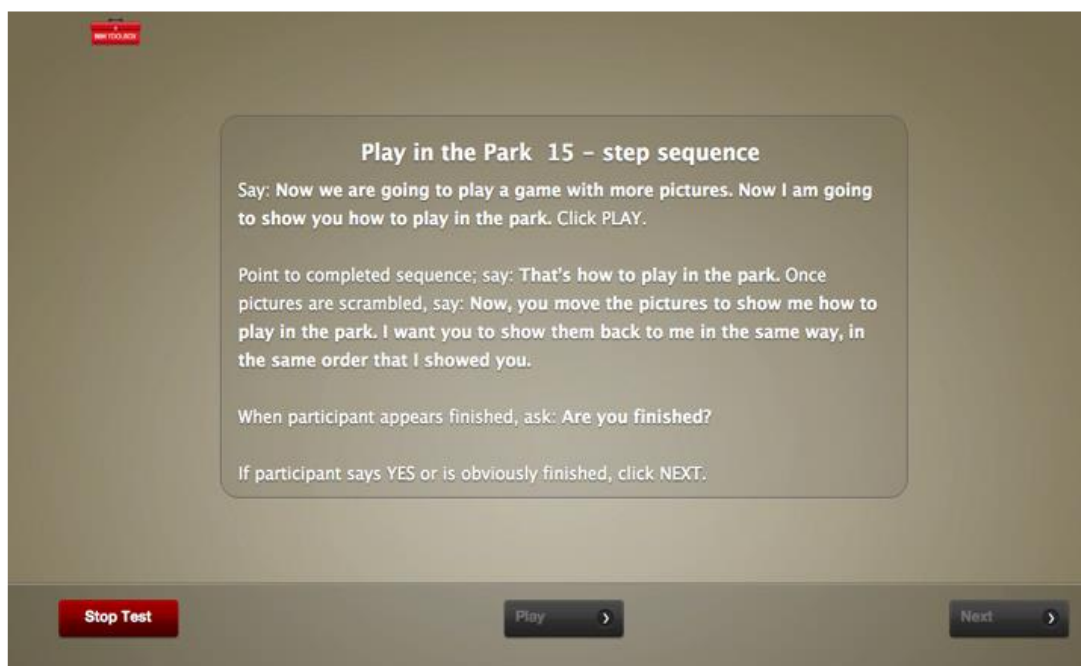 TOOLBOX
Play in the Park 15 – step sequence
Say: Now we are going to play a game with more pictures. Now I am going
to show you how to play in the park. Click PLAY.
Point to completed sequence; say: That's how to play in the park. Once
pictures are scrambled, say: Now, you move the pictures to show me how to
play in the park. I want you to show them back to me in the same way, in
the same order that I showed you.
When participant appears finished, ask: Are you finished?
If participant says YES or is obviously finished, click NEXT.
Stop Test
Play
Next